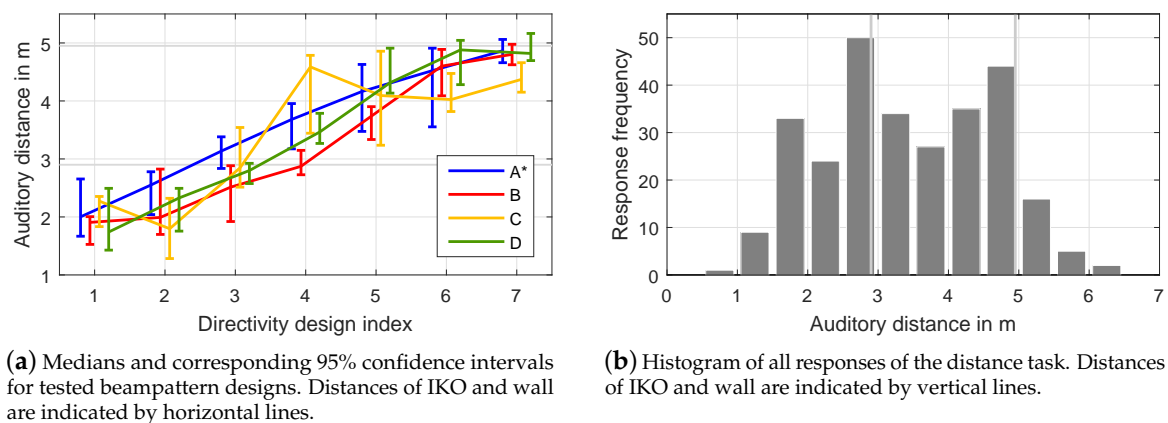 Auditory distance in m
5
4
3
2
1
1 2 3 4 5 6 7
Directivity design index
A*
B
C
D
(a) Medians and corresponding 95% confidence intervals
for tested beampattern designs. Distances of IKO and wall
are indicated by horizontal lines.
Response frequency
50
40
30
20
10
0
0 1 2 3 4 5 6 7
Auditory distance in m
(b) Histogram of all responses of the distance task. Distances
of IKO and wall are indicated by vertical lines.